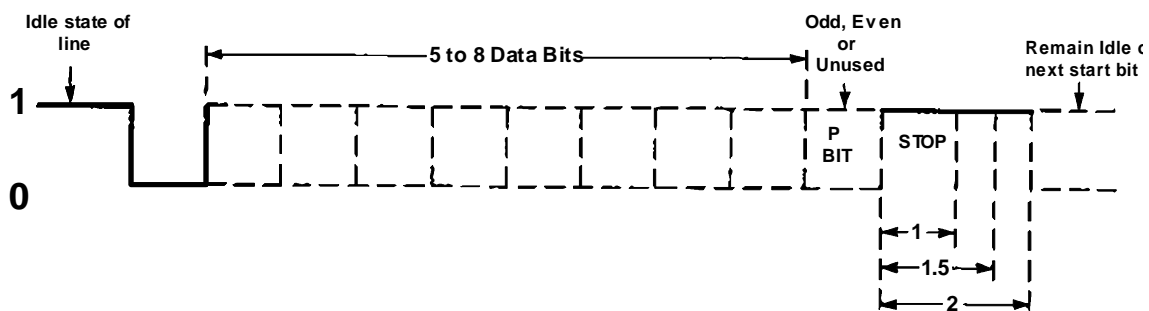 Idle state of
line
5 to 8 Data Bits
Odd, Even
or
Unused
Remain Idle
next start bit
1
0
P
BIT
STOP
1
1.5
2